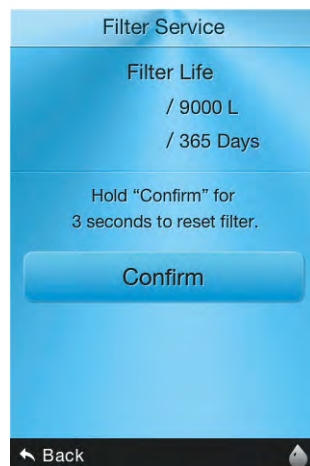 Filter Service
Filter Life
/ 9000 L
/ 365 Days
Hold “Confirm” for
3 seconds to reset filter.
Confirm
Back